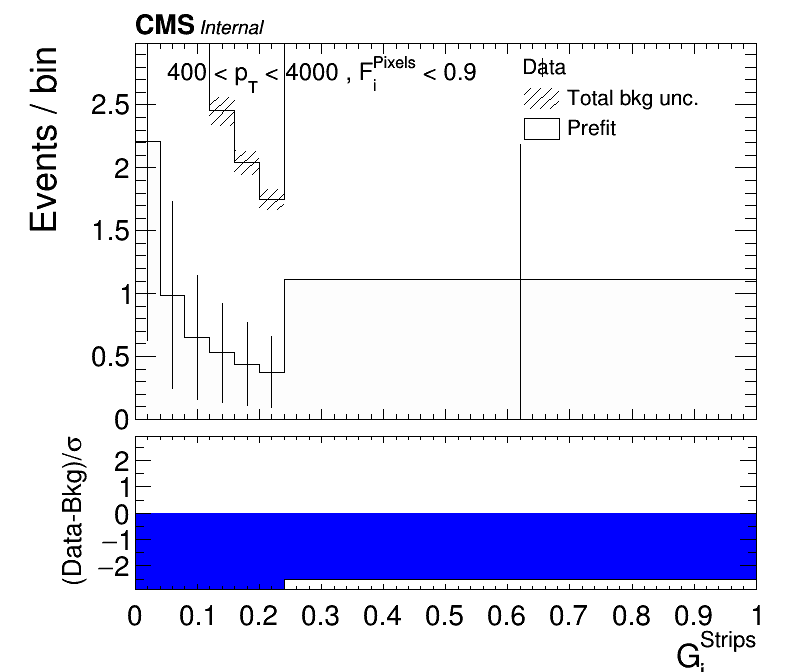 CMS Internal
400 < p_T < 4000 , F_i^Pixels < 0.9
Data
Total bkg unc.
Prefit
Events / bin
2.5
2
1.5
1
0.5
0
(Data-Bkg)/σ
2
1
0
−1
−2
0 0.1 0.2 0.3 0.4 0.5 0.6 0.7 0.8 0.9 1
G_i^Strips